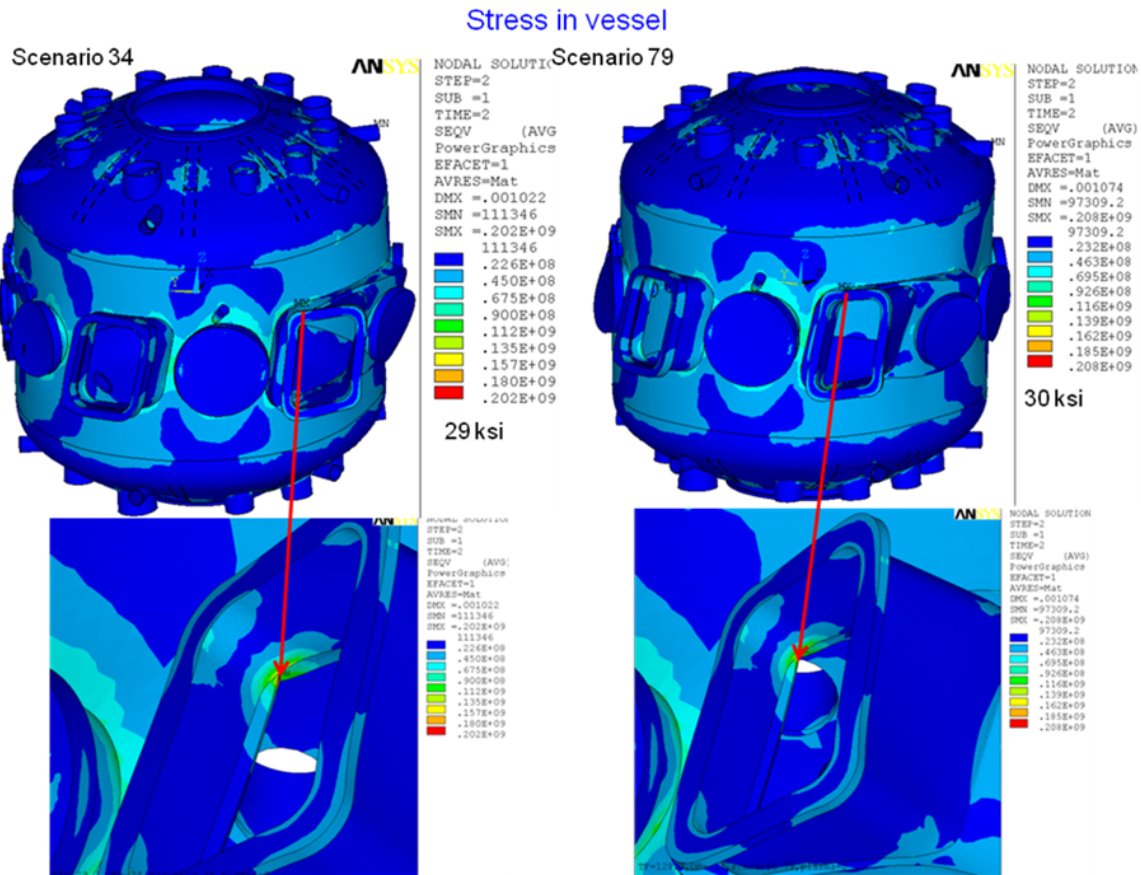 Stress in vessel
Scenario 34
ANSYS
NODAL SOLUTIO
STEP=2
SUB =1
TIME=2
SEQV (AVG
PowerGraphics
EFACET=1
AVRES=Mat
DMX =.001022
SMN =111346
SMX =.202E+09
111346
.226E+08
.450E+08
.675E+08
.900E+08
.112E+09
.135E+09
.157E+09
.180E+09
.202E+09
MN
Z
Y
MX
29 ksi
Scenario 79
ANSYS
NODAL SOLUTION
STEP=2
SUB =1
TIME=2
SEQV (AVG)
PowerGraphics
EFACET=1
AVRES=Mat
DMX =.001074
SMN =97309.2
SMX =.208E+09
97309.2
.232E+08
.463E+08
.695E+08
.926E+08
.116E+09
.139E+09
.162E+09
.185E+09
.208E+09
MN
Z
Y
MX
30 ksi
ANSYS
NODAL SOLUTION
STEP=2
SUB =1
TIME=2
SEQV (AVG)
PowerGraphics
EFACET=1
AVRES=Mat
DMX =.001022
SMN =111346
SMX =.202E+09
111346
.226E+08
.450E+08
.675E+08
.900E+08
.112E+09
.135E+09
.157E+09
.180E+09
.202E+09
ANSYS
NODAL SOLUTION
STEP=2
SUB =1
TIME=2
SEQV (AVG)
PowerGraphics
EFACET=1
AVRES=Mat
DMX =.001074
SMN =97309.2
SMX =.208E+09
97309.2
.232E+08
.463E+08
.695E+08
.926E+08
.116E+09
.139E+09
.162E+09
.185E+09
.208E+09